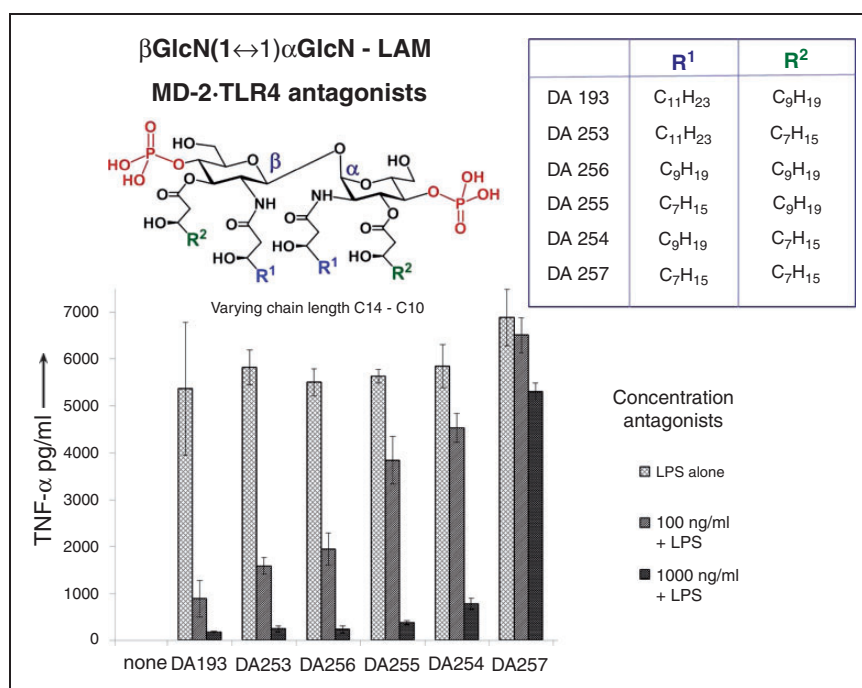 βGlcN(1↔1)αGlcN - LAM
MD-2·TLR4 antagonists
R¹ R²
DA 193 C₁₁H₂₃ C₉H₁₉
DA 253 C₁₁H₂₃ C₇H₁₅
DA 256 C₉H₁₉ C₉H₁₉
DA 255 C₇H₁₅ C₉H₁₉
DA 254 C₉H₁₉ C₇H₁₅
DA 257 C₇H₁₅ C₇H₁₅
O
HO P O
HO
HO
O β O
O O NH
HO O
R² HO
R¹
HO
α O
HN O
O O
HO HO
R¹ R²
O P OH
OH
O
Varying chain length C14 - C10
TNF-α pg/ml
7000
6000
5000
4000
3000
2000
1000
0
none DA193 DA253 DA256 DA255 DA254 DA257
Concentration
antagonists
LPS alone
100 ng/ml
+ LPS
1000 ng/ml
+ LPS